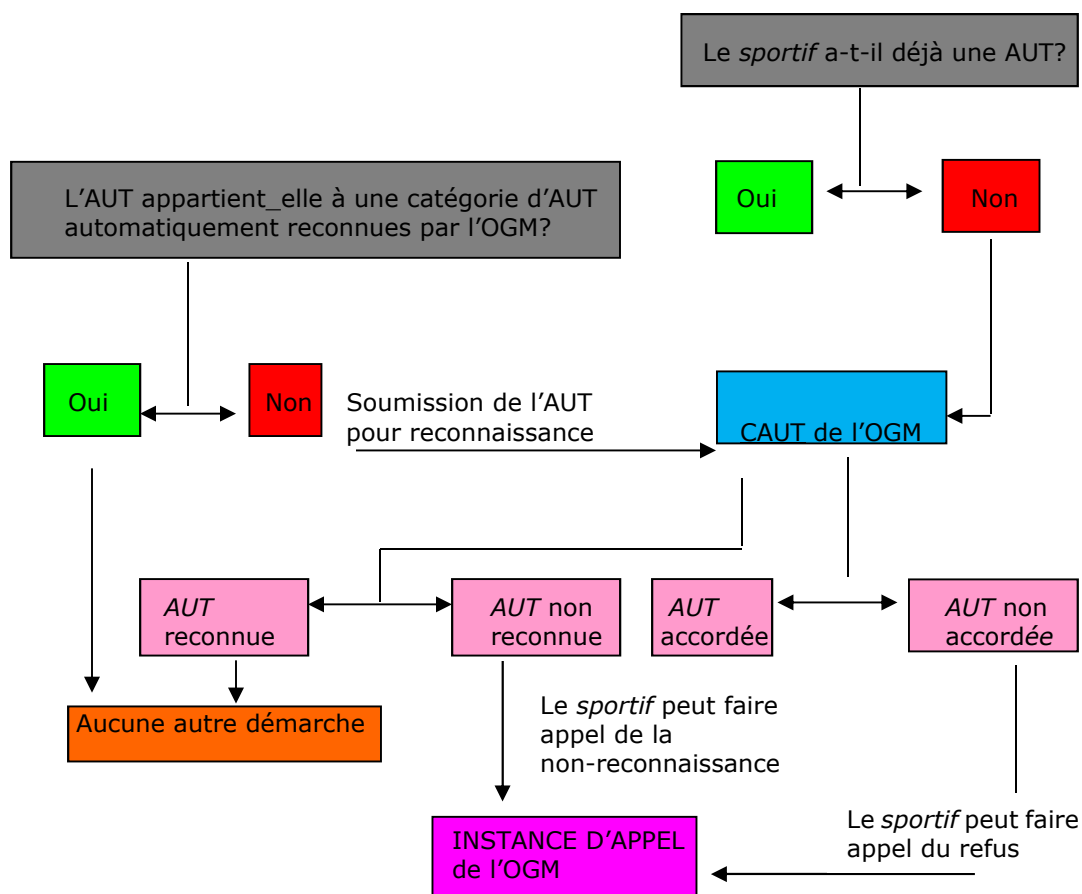 Le sportif a-t-il déjà une AUT?
L'AUT appartient_elle à une catégorie d'AUT
automatiquement reconnues par l'OGM?
Oui
Non
Oui
Non
Soumission de l'AUT
pour reconnaissance
CAUT de l'OGM
AUT
reconnue
AUT non
reconnue
AUT
accordée
AUT non
accordée
Aucune autre démarche
Le sportif peut faire
appel de la
non-reconnaissance
INSTANCE D'APPEL
de l'OGM
Le sportif peut faire
appel du refus